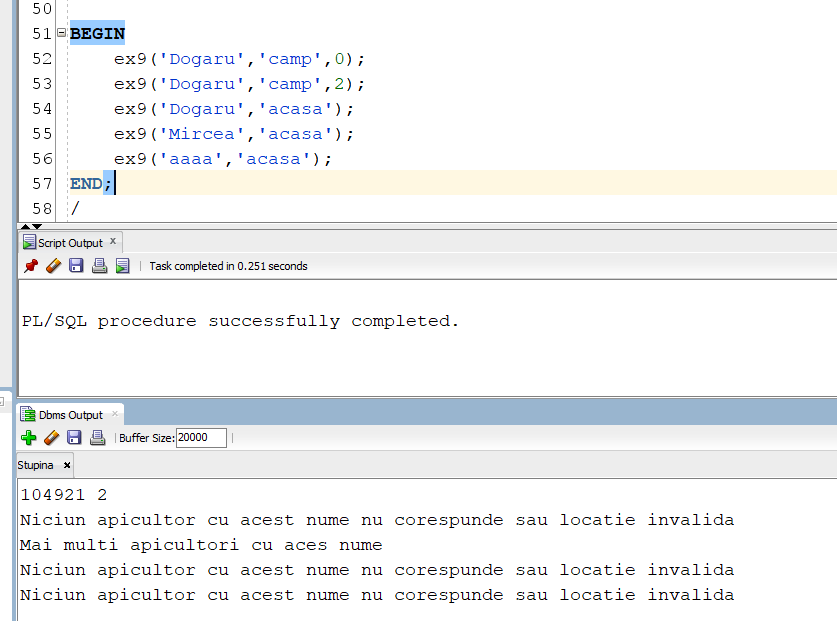 50
51 BEGIN
52 ex9('Dogaru','camp',0);
53 ex9('Dogaru','camp',2);
54 ex9('Dogaru','acasa');
55 ex9('Mircea','acasa');
56 ex9('aaaa','acasa');
57 END;
58 /
Script Output x
Task completed in 0.251 seconds
PL/SQL procedure successfully completed.
Dbms Output x
Buffer Size: 20000
Stupina x
104921 2
Niciun apicultor cu acest nume nu corespunde sau locatie invalida
Mai multi apicultori cu aces nume
Niciun apicultor cu acest nume nu corespunde sau locatie invalida
Niciun apicultor cu acest nume nu corespunde sau locatie invalida